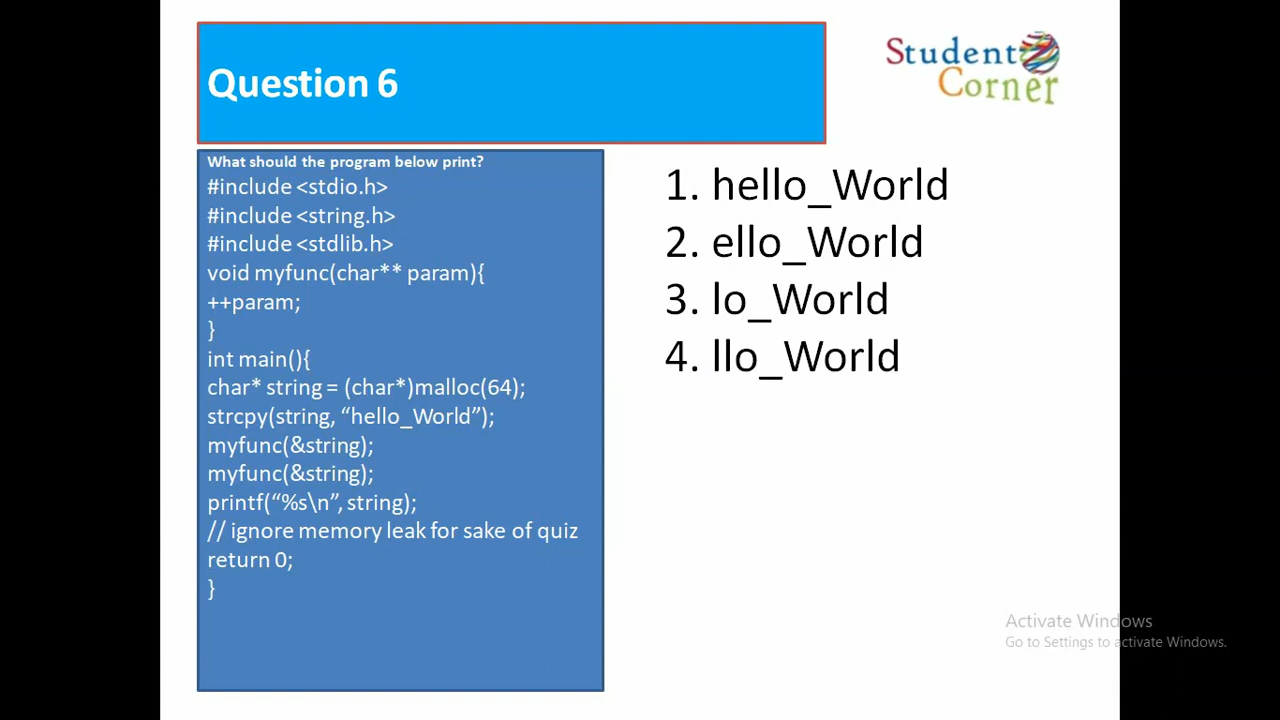 Question 6
Student
Corner
What should the program below print?
#include <stdio.h>
#include <string.h>
#include <stdlib.h>
void myfunc(char** param){
++param;
}
int main(){
char* string = (char*)malloc(64);
strcpy(string, “hello_World”);
myfunc(&string);
myfunc(&string);
printf(“%s\n”, string);
// ignore memory leak for sake of quiz
return 0;
}
1. hello_World
2. ello_World
3. lo_World
4. llo_World
Activate Windows
Go to Settings to activate Windows.